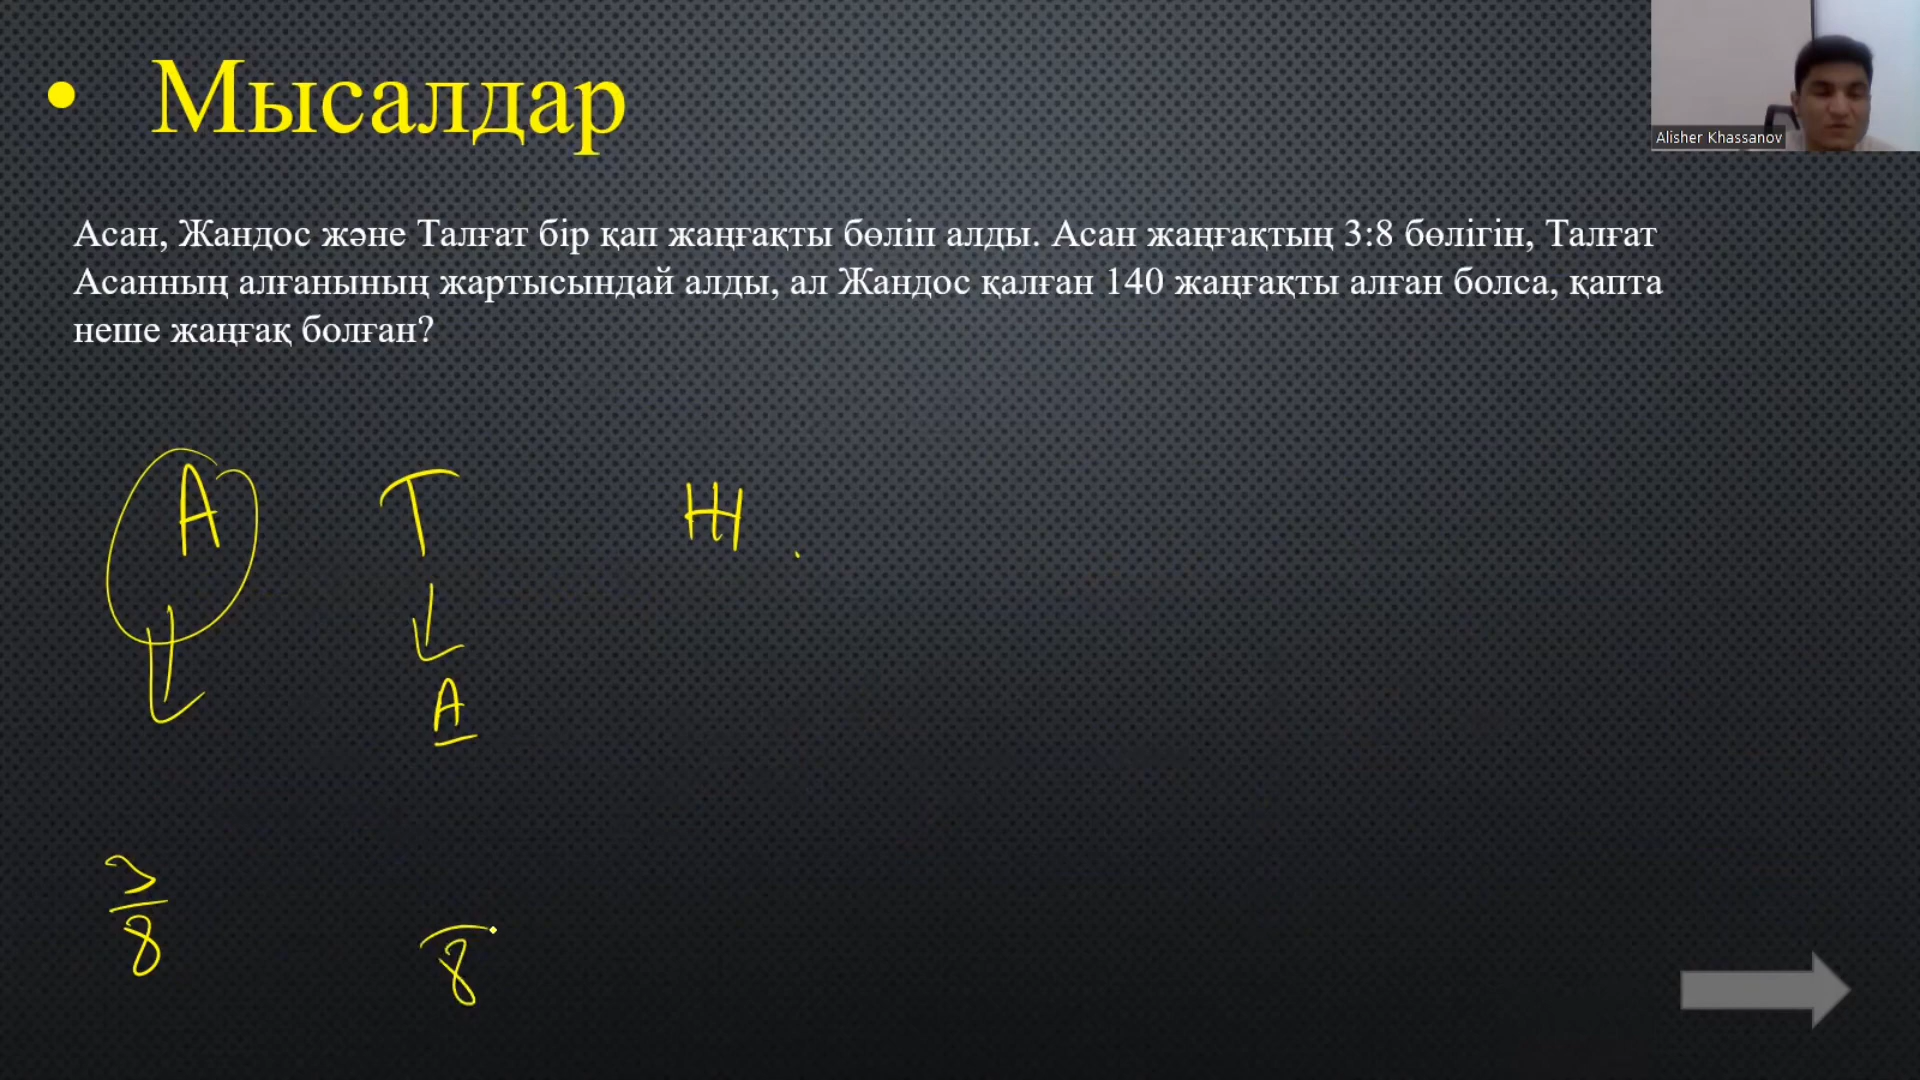 • Мысалдар
Alisher Khassanov
Асан, Жандос және Талғат бір қап жаңғақты бөліп алды. Асан жаңғақтың 3:8 бөлігін, Талғат
Асанның алғанының жартысындай алды, ал Жандос қалған 140 жаңғақты алған болса, қапта
неше жаңғақ болған?
А Т Ж
А
3/8
8